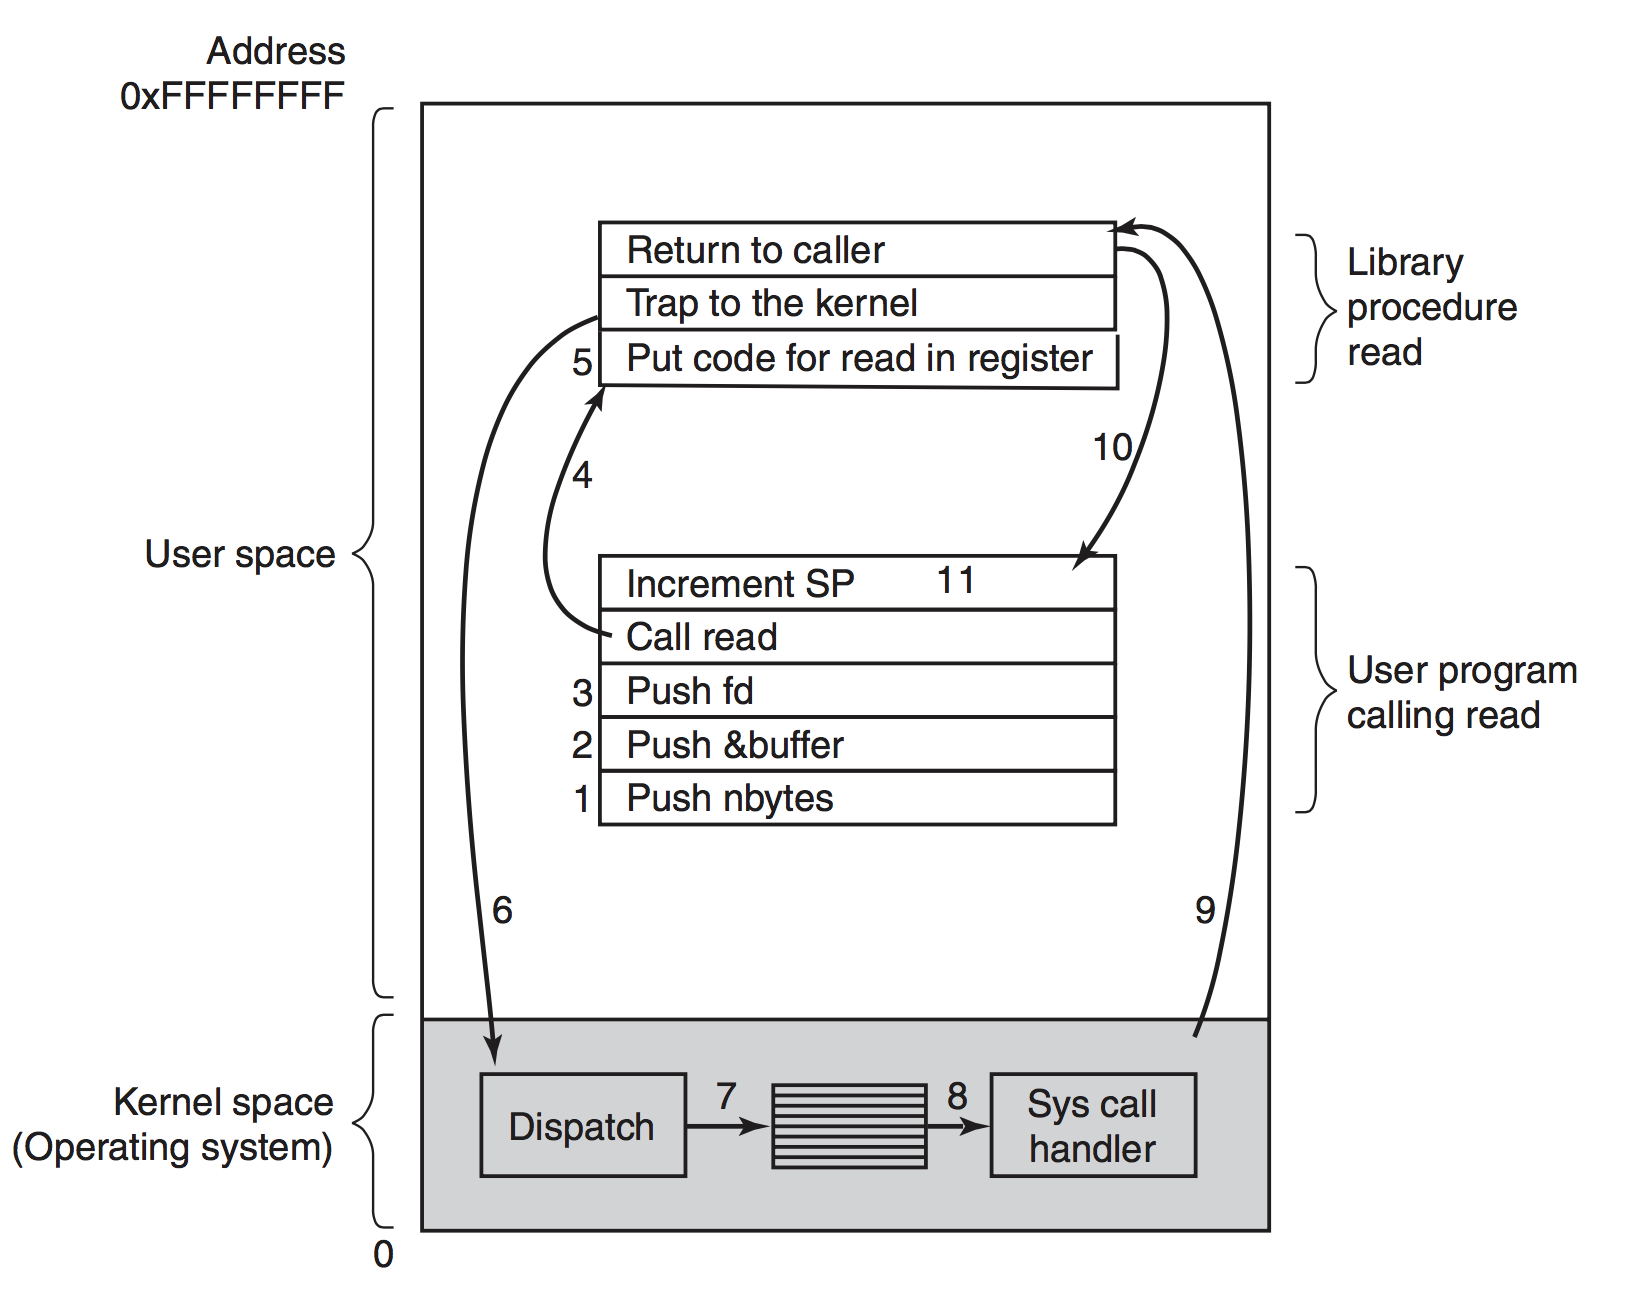 Address
0xFFFFFFFF
Return to caller
Trap to the kernel
5 Put code for read in register
Library
procedure
read
4
10
User space
Increment SP 11
Call read
3 Push fd
2 Push &buffer
1 Push nbytes
User program
calling read
6
9
Kernel space
(Operating system)
Dispatch
7
8
Sys call
handler
0